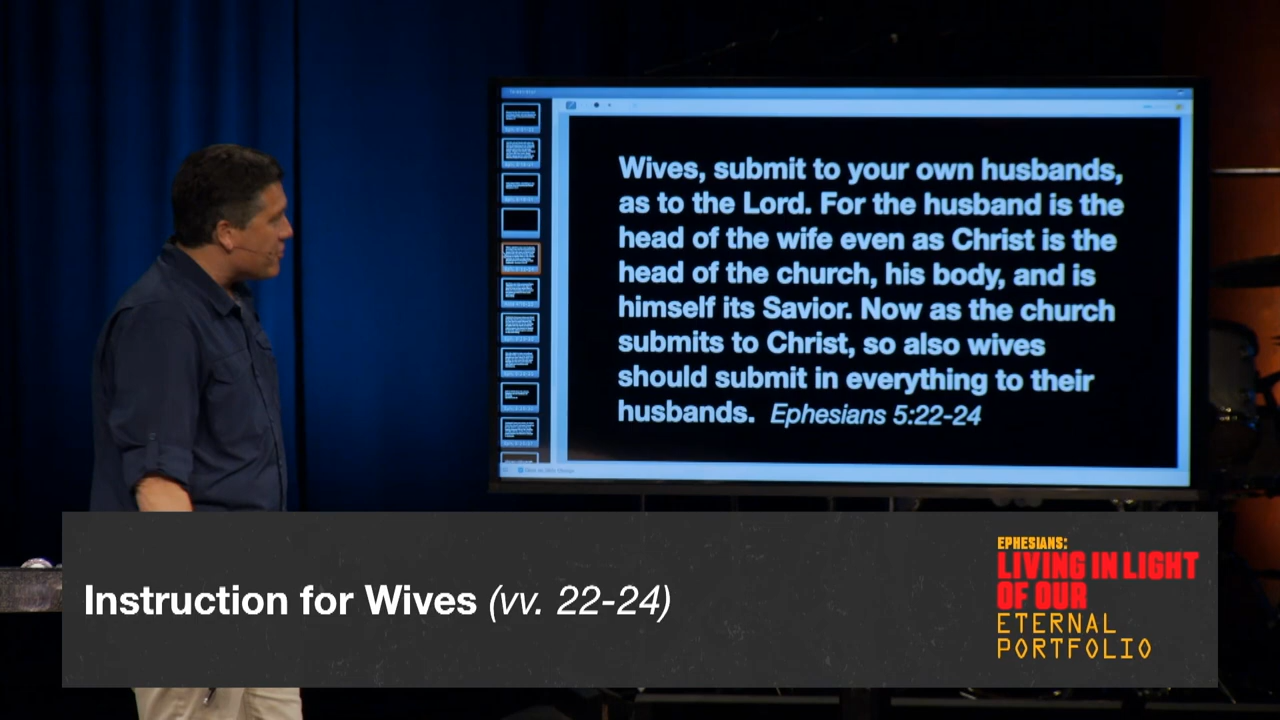 Wives, submit to your own husbands,
as to the Lord. For the husband is the
head of the wife even as Christ is the
head of the church, his body, and is
himself its Savior. Now as the church
submits to Christ, so also wives
should submit in everything to their
husbands. Ephesians 5:22-24
Instruction for Wives (vv. 22-24)
EPHESIANS:
LIVING IN LIGHT
OF OUR
ETERNAL
PORTFOLIO